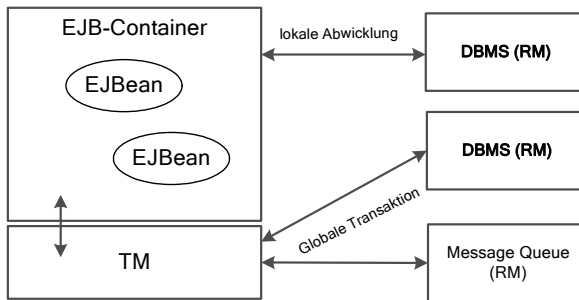 EJB-Container
EJBean
EJBean
TM
lokale Abwicklung
DBMS (RM)
DBMS (RM)
Globale Transaktion
Message Queue
(RM)